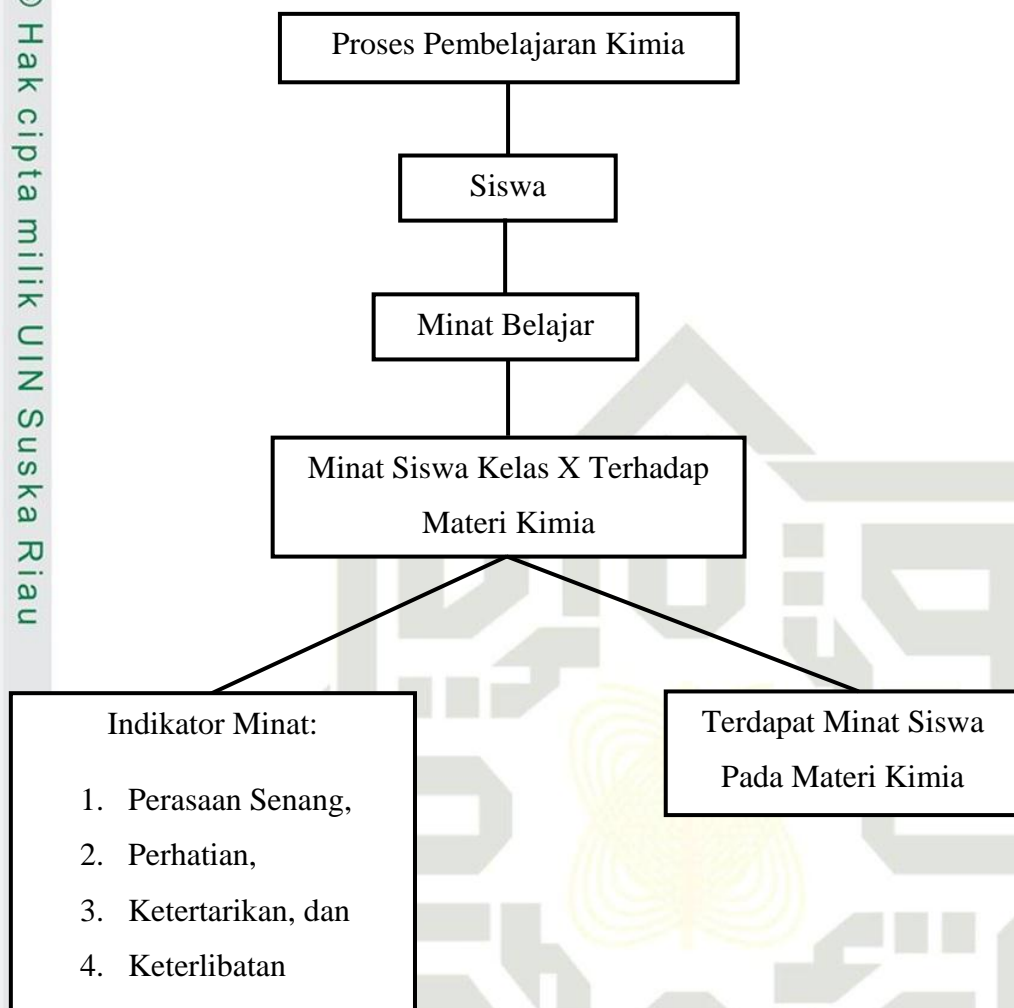 © Hak cipta milik UIN Suska Riau
Proses Pembelajaran Kimia
Siswa
Minat Belajar
Minat Siswa Kelas X Terhadap
Materi Kimia
Indikator Minat:
1. Perasaan Senang,
2. Perhatian,
3. Ketertarikan, dan
4. Keterlibatan
Terdapat Minat Siswa
Pada Materi Kimia